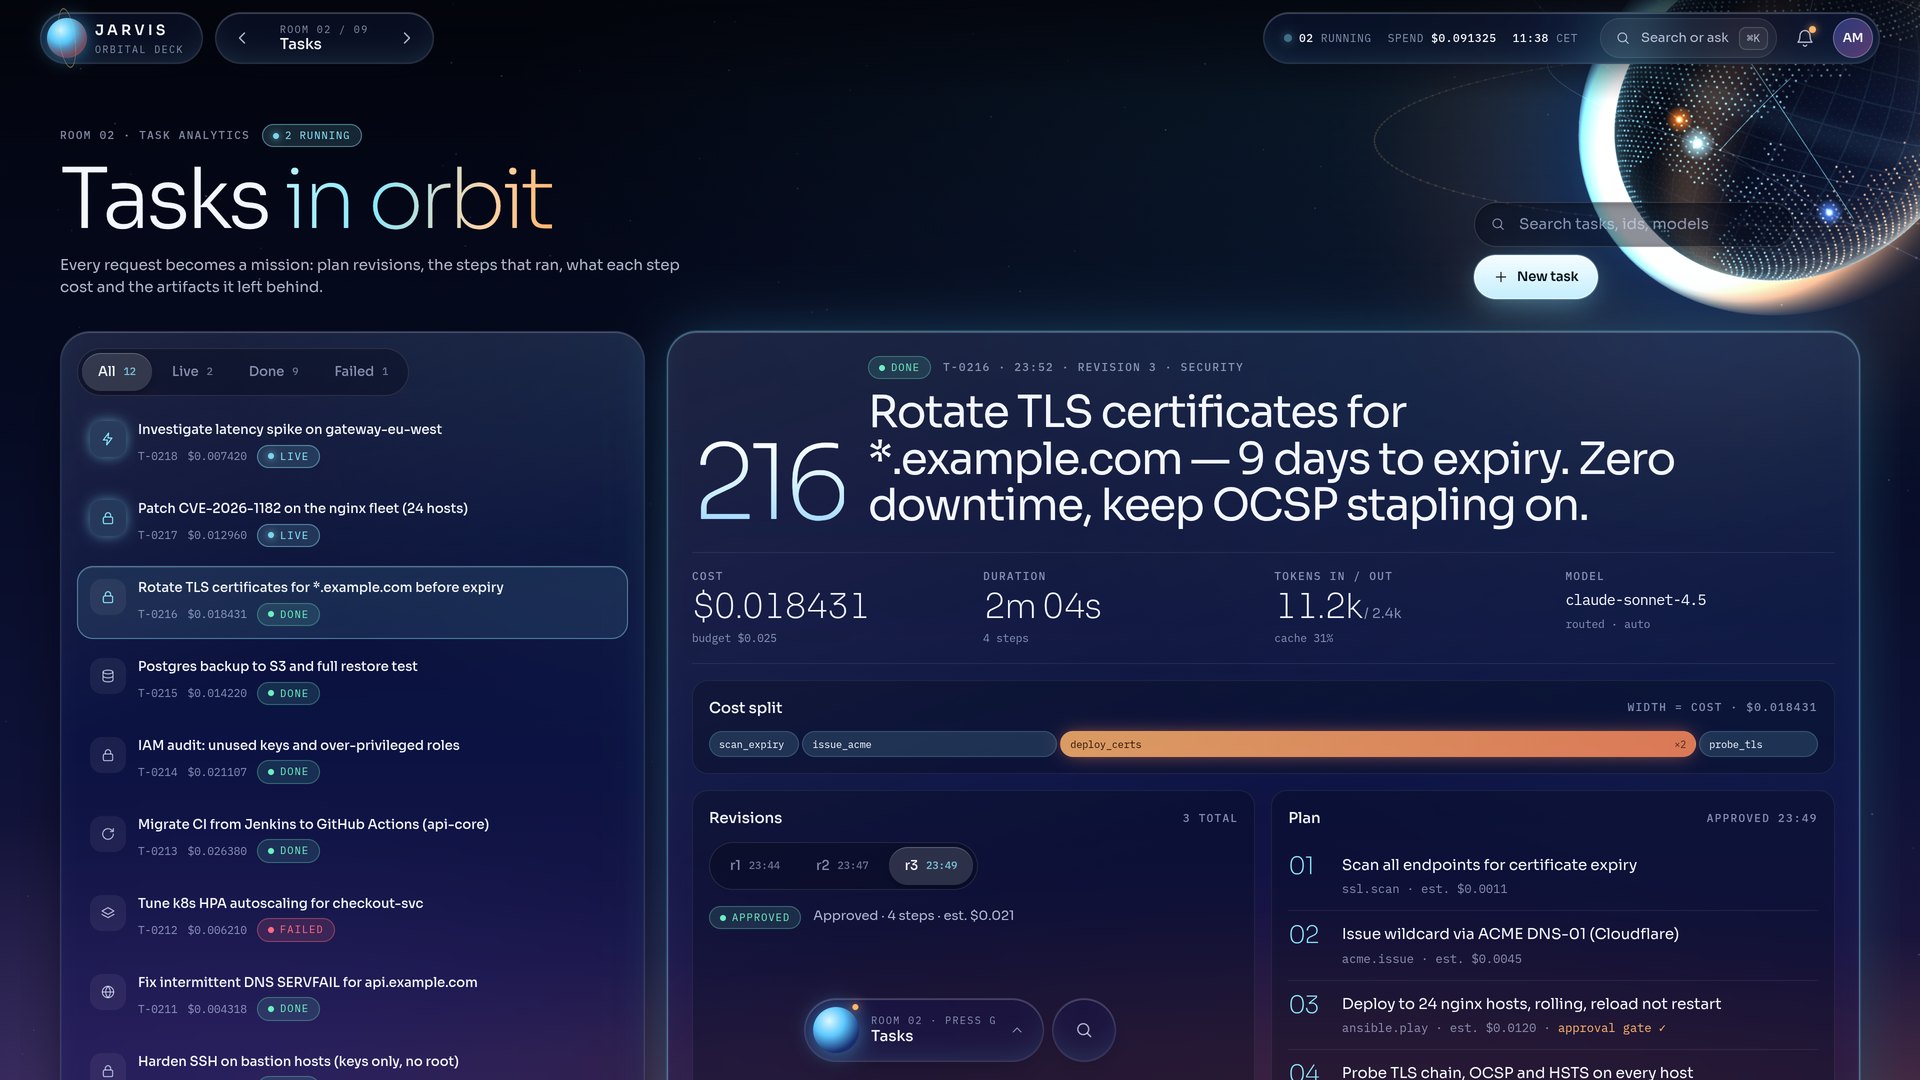 JARVIS
ORBITAL DECK
ROOM 02 / 09
Tasks
02 RUNNING SPEND $0.091325 11:38 CET
Search or ask ⌘K
AM
ROOM 02 · TASK ANALYTICS
2 RUNNING
Tasks in orbit
Every request becomes a mission: plan revisions, the steps that ran, what each step
cost and the artifacts it left behind.
Search tasks, ids, models
New task
All 12
Live 2
Done 9
Failed 1
Investigate latency spike on gateway-eu-west
T-0218 $0.007420 LIVE
Patch CVE-2026-1182 on the nginx fleet (24 hosts)
T-0217 $0.012960 LIVE
Rotate TLS certificates for *.example.com before expiry
T-0216 $0.018431 DONE
Postgres backup to S3 and full restore test
T-0215 $0.014220 DONE
IAM audit: unused keys and over-privileged roles
T-0214 $0.021107 DONE
Migrate CI from Jenkins to GitHub Actions (api-core)
T-0213 $0.026380 DONE
Tune k8s HPA autoscaling for checkout-svc
T-0212 $0.006210 FAILED
Fix intermittent DNS SERVFAIL for api.example.com
T-0211 $0.004318 DONE
Harden SSH on bastion hosts (keys only, no root)
DONE T-0216 · 23:52 · REVISION 3 · SECURITY
216
Rotate TLS certificates for
*.example.com — 9 days to expiry. Zero
downtime, keep OCSP stapling on.
COST
$0.018431
budget $0.025
DURATION
2m 04s
4 steps
TOKENS IN / OUT
11.2k / 2.4k
cache 31%
MODEL
claude-sonnet-4.5
routed · auto
Cost split
WIDTH = COST · $0.018431
scan_expiry
issue_acme
deploy_certs ×2
probe_tls
Revisions
3 TOTAL
r1 23:44
r2 23:47
r3 23:49
APPROVED
Approved · 4 steps · est. $0.021
Plan
APPROVED 23:49
01
Scan all endpoints for certificate expiry
ssl.scan · est. $0.0011
02
Issue wildcard via ACME DNS-01 (Cloudflare)
acme.issue · est. $0.0045
03
Deploy to 24 nginx hosts, rolling, reload not restart
ansible.play · est. $0.0120 · approval gate ✓
04
Probe TLS chain, OCSP and HSTS on every host
ROOM 02 · PRESS G
Tasks